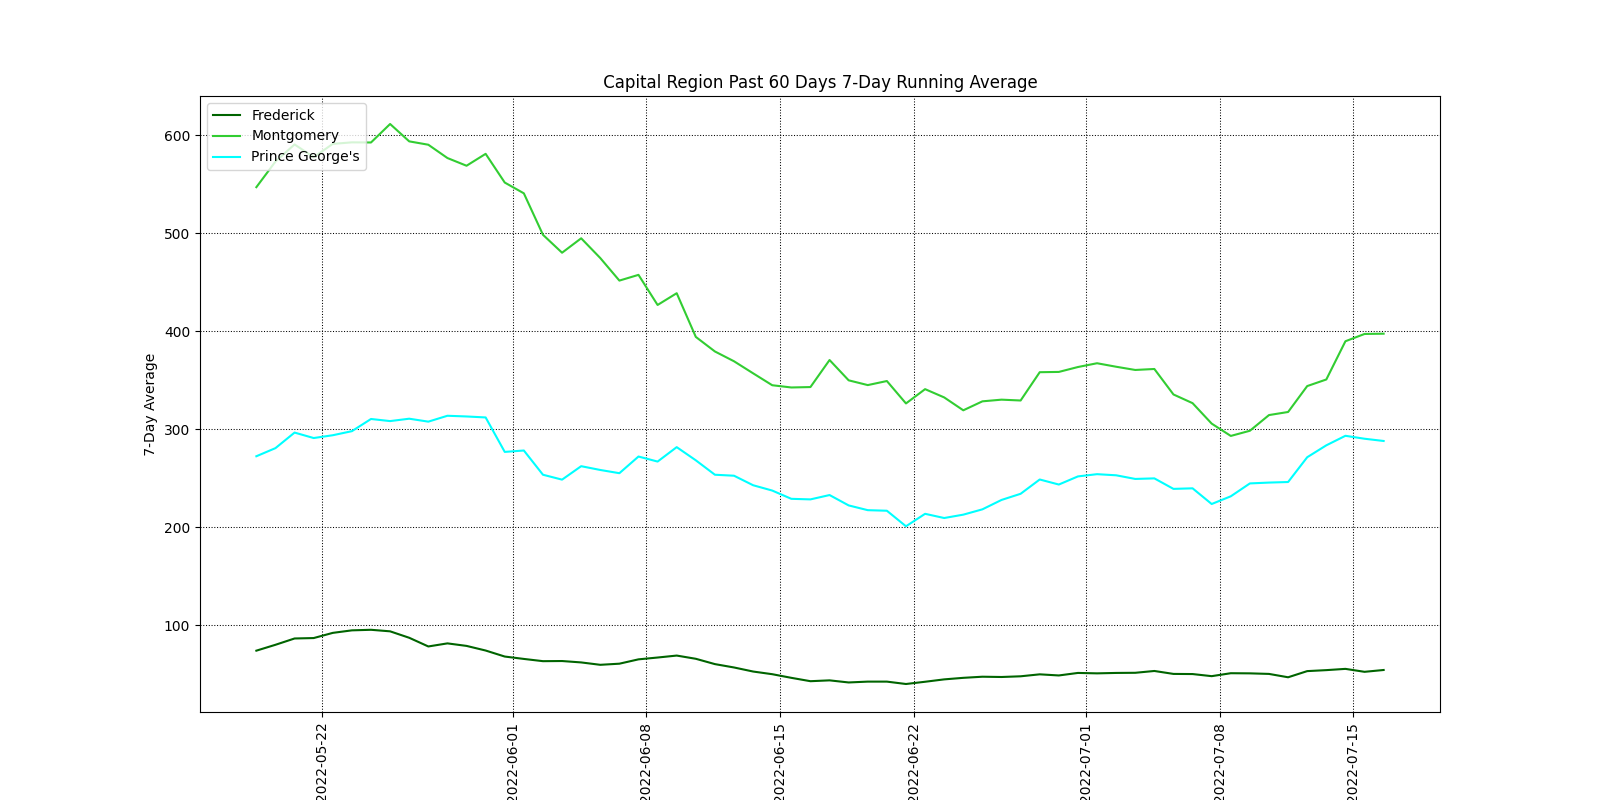 Capital Region Past 60 Days 7-Day Running Average
Frederick
Montgomery
Prince George's
600
500
400
300
200
100
7-Day Average
2022-05-22
2022-06-01
2022-06-08
2022-06-15
2022-06-22
2022-07-01
2022-07-08
2022-07-15